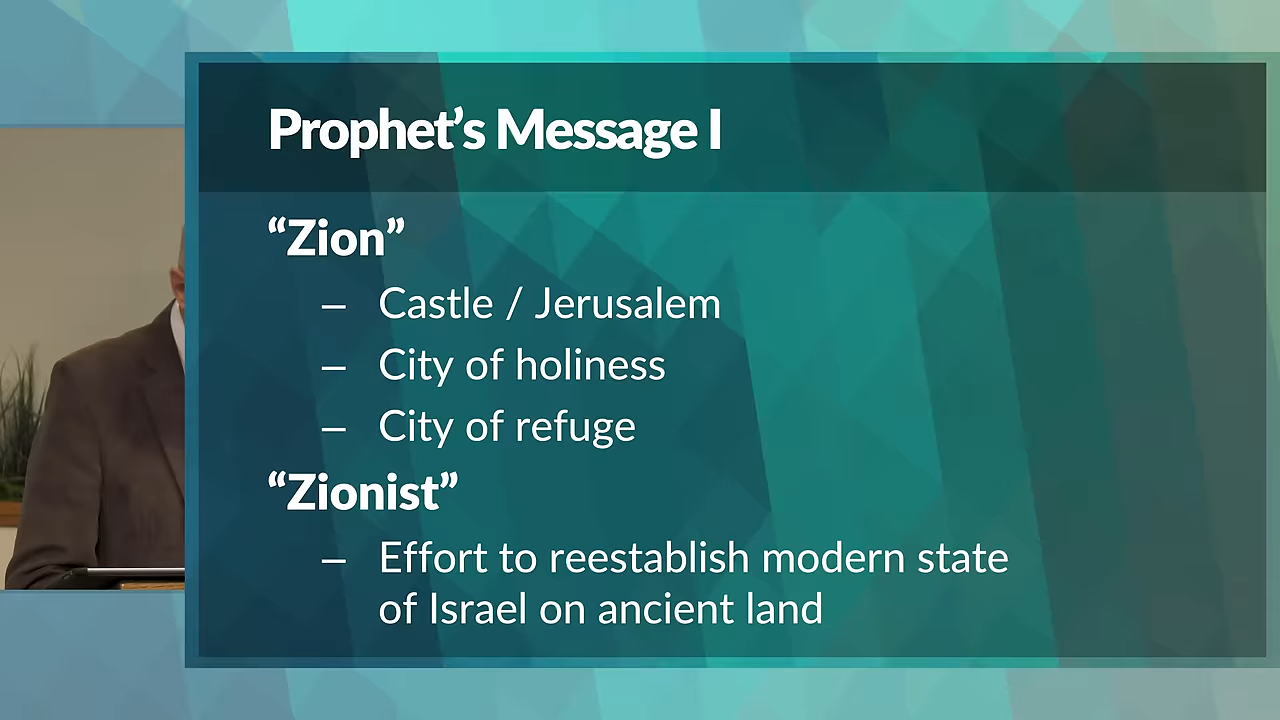 Prophet’s Message I
“Zion”
– Castle / Jerusalem
– City of holiness
– City of refuge
“Zionist”
– Effort to reestablish modern state
of Israel on ancient land